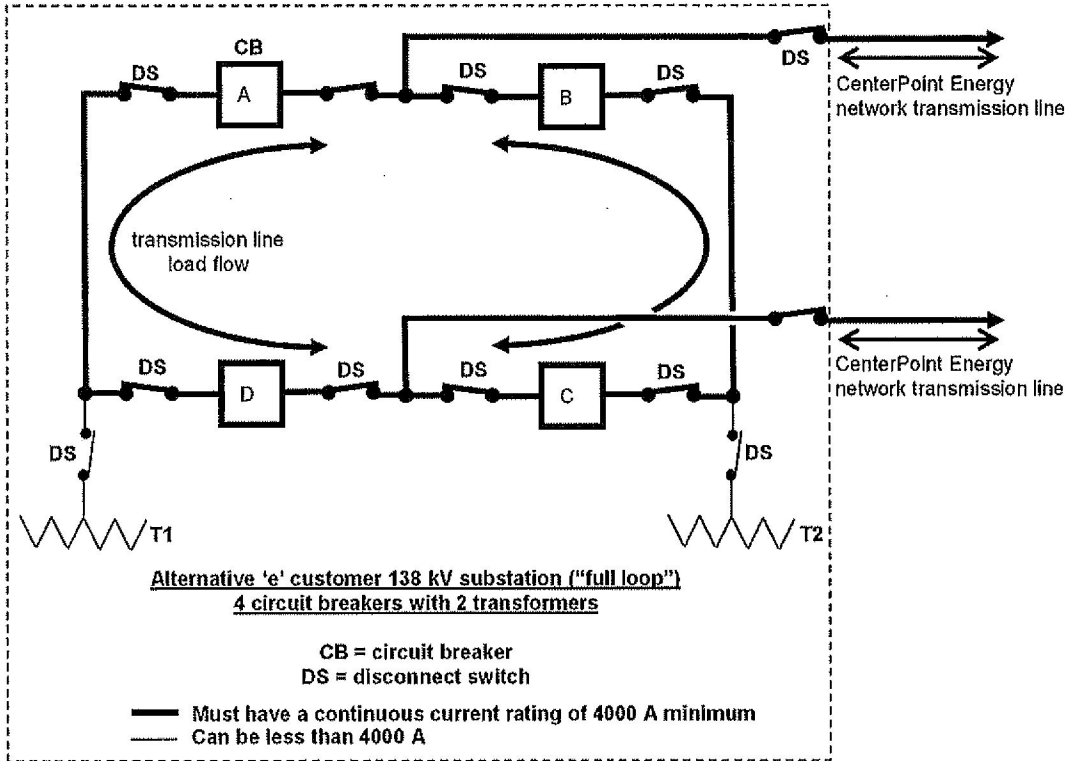 CB
DS
A
DS
B
DS
DS
CenterPoint Energy
network transmission line
transmission line
load flow
DS
D
DS
DS
C
DS
CenterPoint Energy
network transmission line
DS
DS
T1
T2
Alternative 'e' customer 138 kV substation ("full loop")
4 circuit breakers with 2 transformers
CB = circuit breaker
DS = disconnect switch
Must have a continuous current rating of 4000 A minimum
Can be less than 4000 A